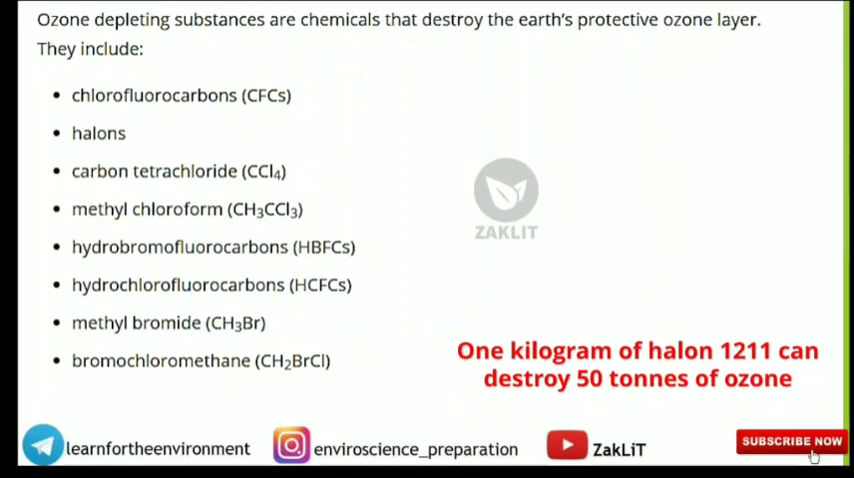 Ozone depleting substances are chemicals that destroy the earth’s protective ozone layer.
They include:
• chlorofluorocarbons (CFCs)
• halons
• carbon tetrachloride (CCl₄)
• methyl chloroform (CH₃CCl₃)
• hydrobromofluorocarbons (HBFCs)
• hydrochlorofluorocarbons (HCFCs)
• methyl bromide (CH₃Br)
• bromochloromethane (CH₂BrCl)
ZAKLIT
One kilogram of halon 1211 can
destroy 50 tonnes of ozone
learnfortheenvironment
enviroscience_preparation
ZakLiT
SUBSCRIBE NOW